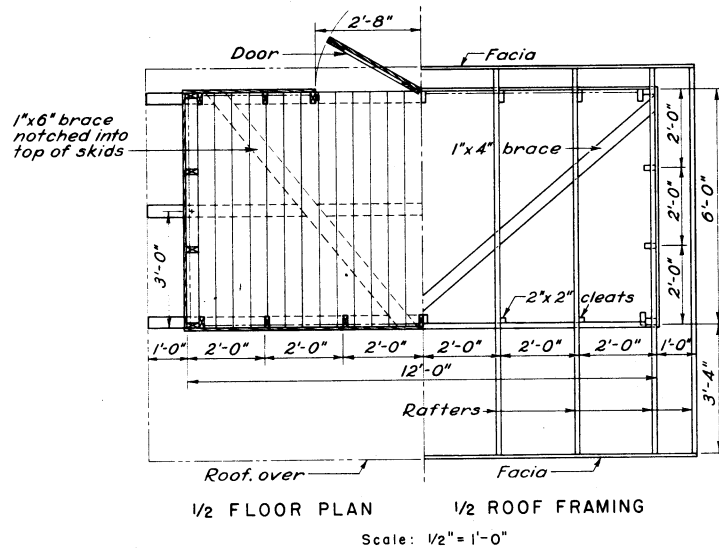 2'-8"
Door
Facia
1"x6" brace
notched into
top of skids
1"x4" brace
2'-0"
2'-0"
2'-0"
6'-0"
3'-0"
2"x2" cleats
1'-0" 2'-0" 2'-0" 2'-0" 2'-0" 2'-0" 2'-0" 1'-0"
12'-0"
3'-4"
Rafters
Roof over
Facia
1/2 FLOOR PLAN 1/2 ROOF FRAMING
Scale: 1/2" = 1'-0"